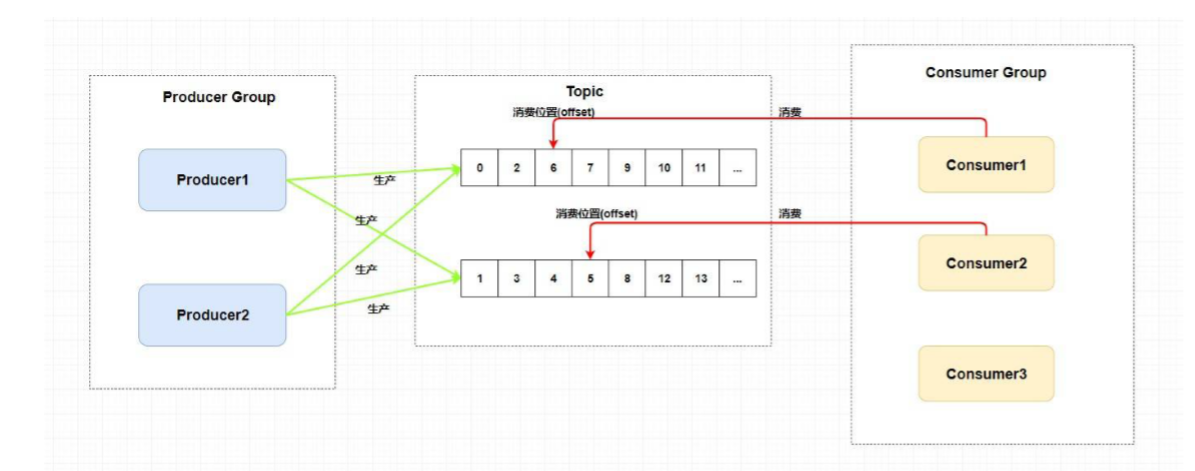 Producer Group
Producer1
Producer2
生产
生产
生产
生产
Topic
消费位置(offset)
0 2 6 7 9 10 11 ...
消费位置(offset)
1 3 4 5 8 12 13 ...
消费
消费
Consumer Group
Consumer1
Consumer2
Consumer3